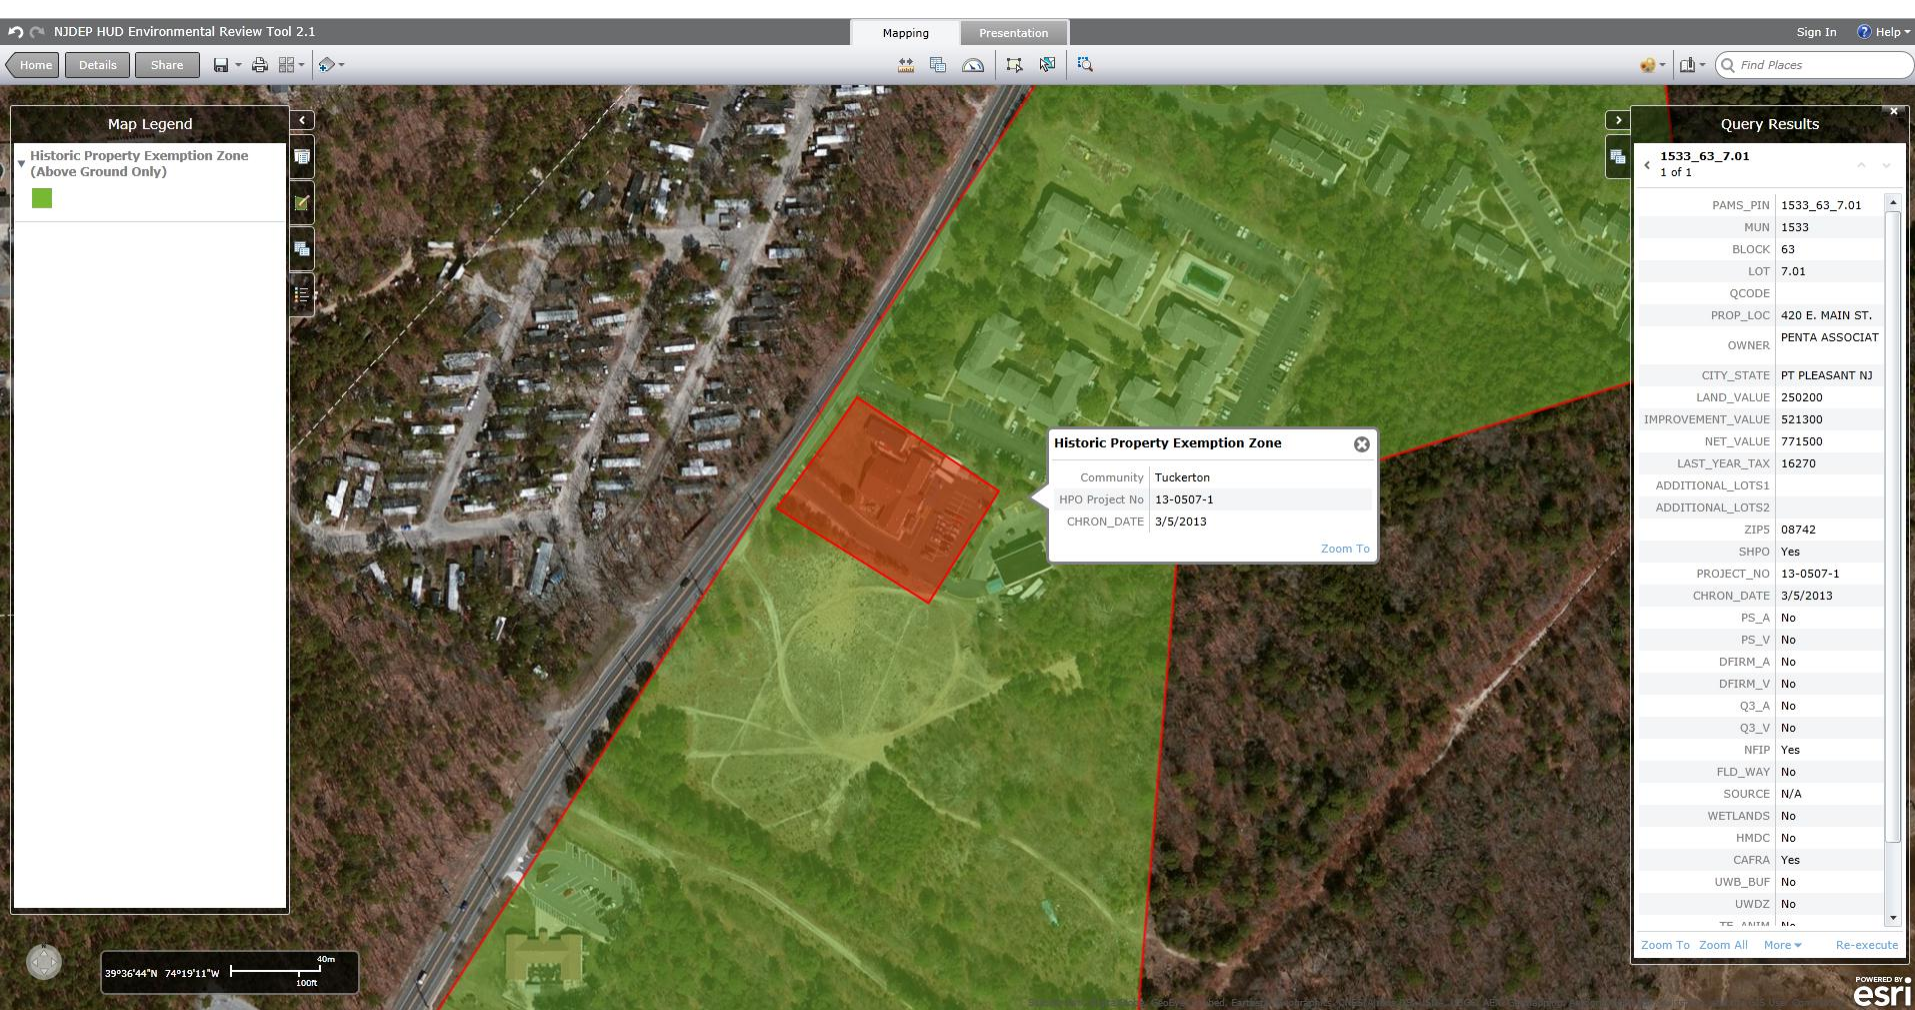 NJDEP HUD Environmental Review Tool 2.1
Mapping
Presentation
Sign In
Help
Home
Details
Share
Find Places
Map Legend
Historic Property Exemption Zone
(Above Ground Only)
Query Results
1533_63_7.01
1 of 1
PAMS_PIN 1533_63_7.01
MUN 1533
BLOCK 63
LOT 7.01
QCODE
PROP_LOC 420 E. MAIN ST.
OWNER PENTA ASSOCIAT
CITY_STATE PT PLEASANT NJ
LAND_VALUE 250200
IMPROVEMENT_VALUE 521300
NET_VALUE 771500
LAST_YEAR_TAX 16270
ADDITIONAL_LOTS1
ADDITIONAL_LOTS2
ZIP5 08742
SHPO Yes
PROJECT_NO 13-0507-1
CHRON_DATE 3/5/2013
PS_A No
PS_V No
DFIRM_A No
DFIRM_V No
Q3_A No
Q3_V No
NFIP Yes
FLD_WAY No
SOURCE N/A
WETLANDS No
HMDC No
CAFRA Yes
UWB_BUF No
UWDZ No
TE_ANIM No
Zoom To Zoom All More Re-execute
Historic Property Exemption Zone
Community Tuckerton
HPO Project No 13-0507-1
CHRON_DATE 3/5/2013
Zoom To
N
39°36'44"N 74°19'11"W
40m
100ft
POWERED BY
esri